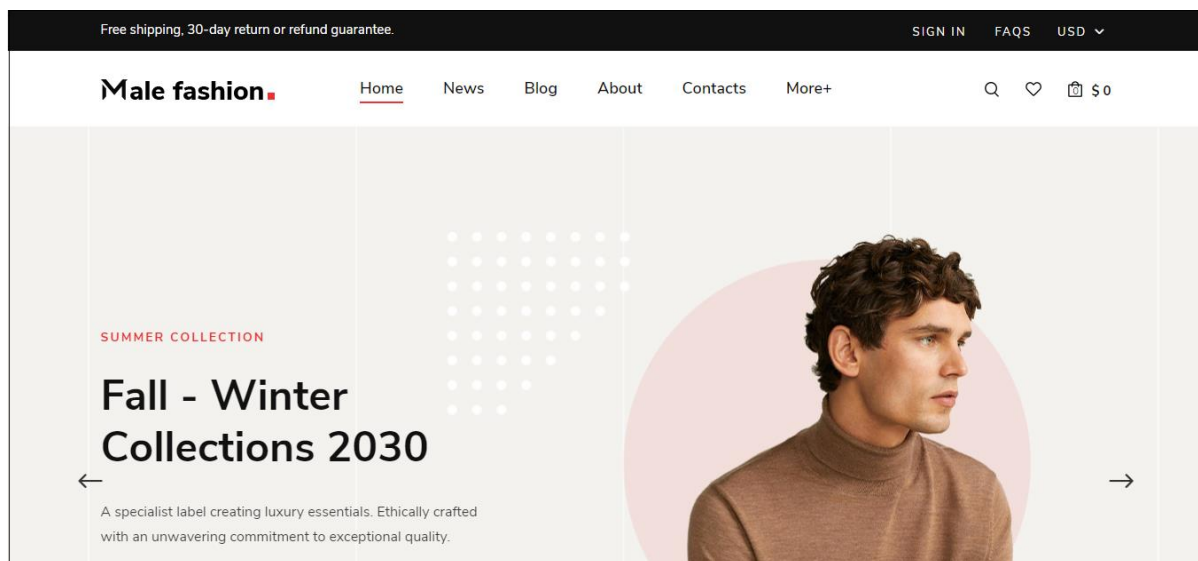 Free shipping, 30-day return or refund guarantee.
SIGN IN FAQS USD
Male fashion.
Home News Blog About Contacts More+
0 $ 0
SUMMER COLLECTION
Fall - Winter
Collections 2030
A specialist label creating luxury essentials. Ethically crafted
with an unwavering commitment to exceptional quality.